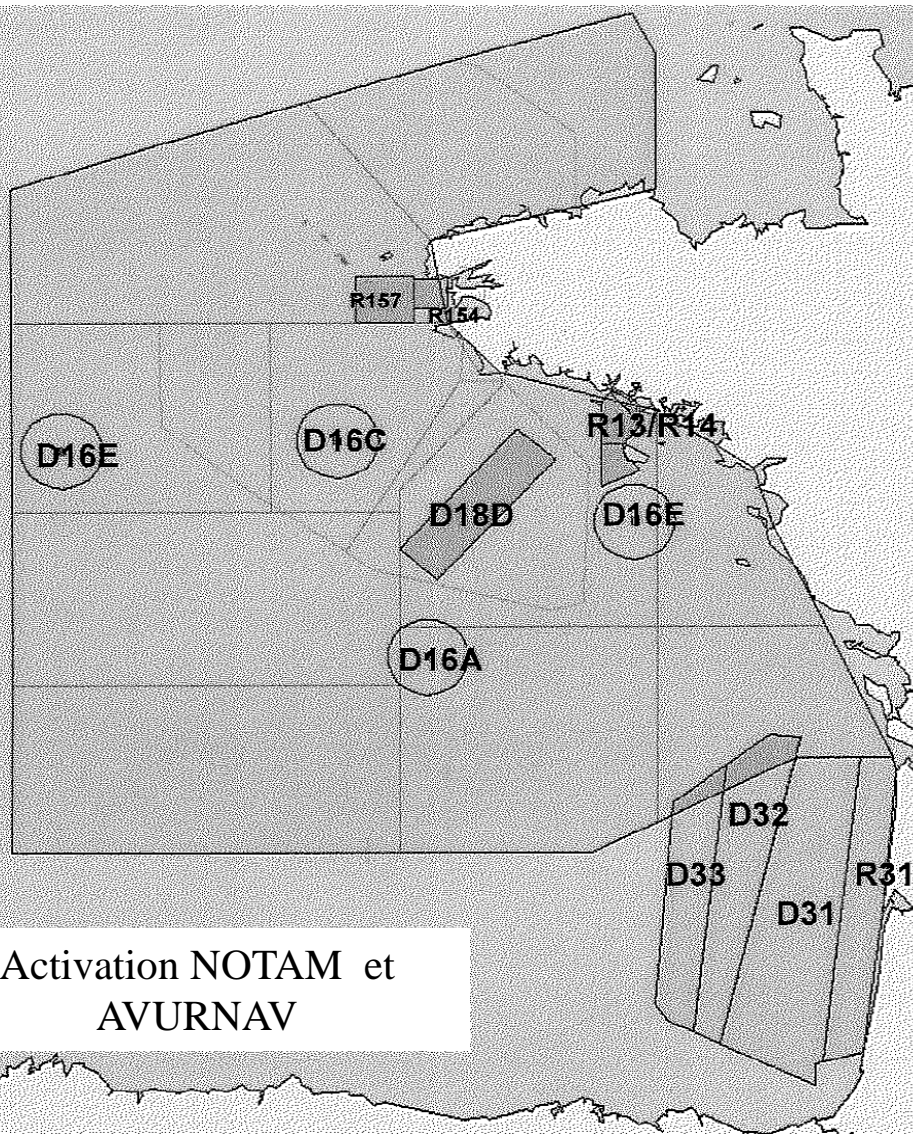 R157
R154
R13/R14
D16E
D16C
D18D
D16E
D16A
D32
D33
R31
D31
Activation NOTAM et
AVURNAV